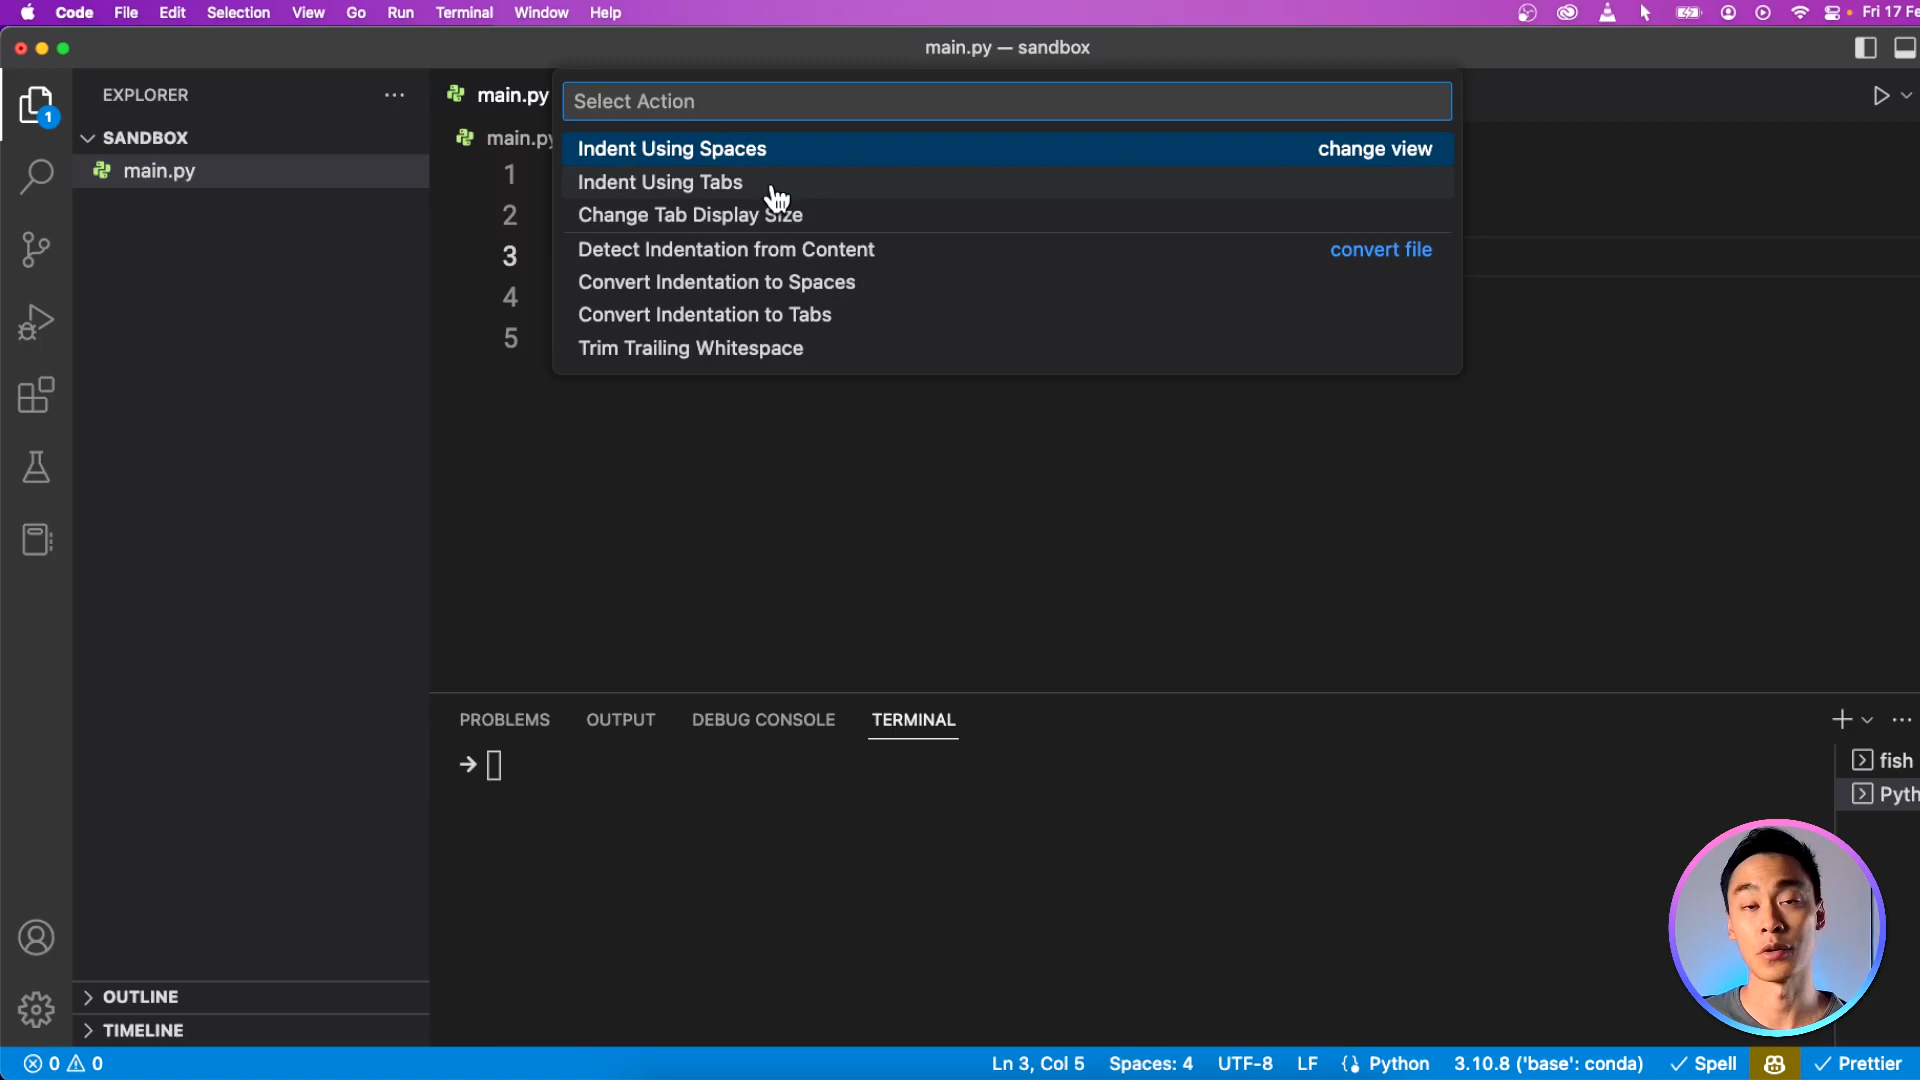 Code File Edit Selection View Go Run Terminal Window Help Fri 17 Fe
main.py — sandbox
EXPLORER
1
SANDBOX
main.py
main.py
main.py
Select Action
Indent Using Spaces change view
Indent Using Tabs
Change Tab Display Size
Detect Indentation from Content convert file
Convert Indentation to Spaces
Convert Indentation to Tabs
Trim Trailing Whitespace
1
2
3
4
5
PROBLEMS OUTPUT DEBUG CONSOLE TERMINAL
fish
Pyth
OUTLINE
TIMELINE
0 0 Ln 3, Col 5 Spaces: 4 UTF-8 LF Python 3.10.8 ('base': conda) Spell Prettier